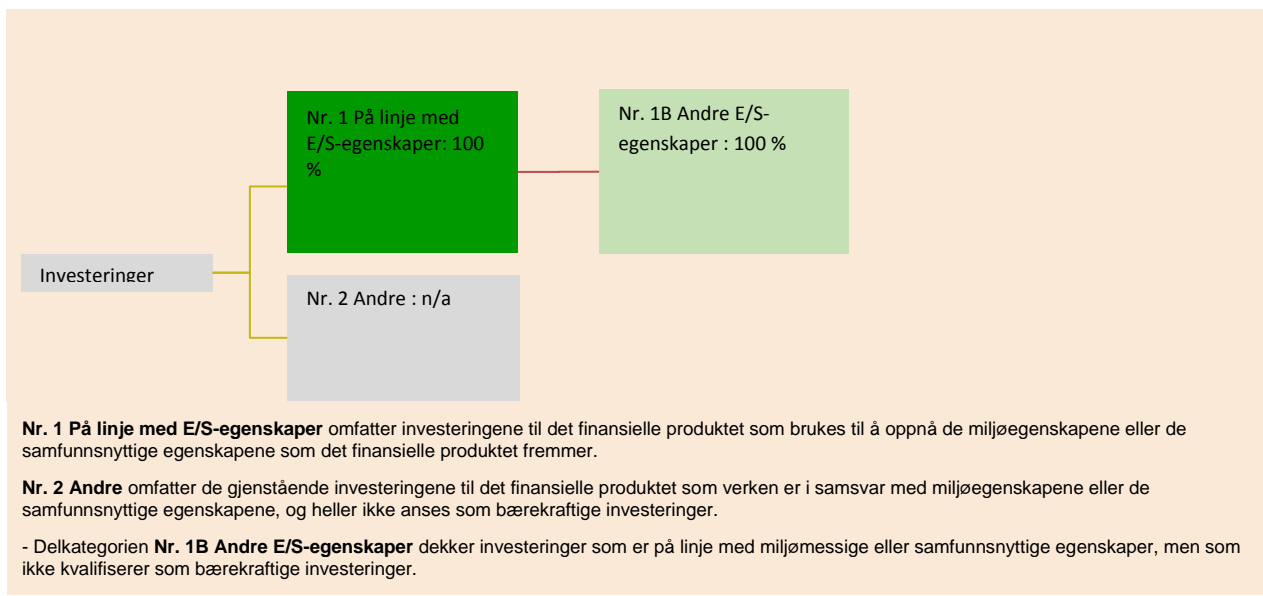 Nr. 1 På linje med
E/S-egenskaper: 100
%
Nr. 1B Andre E/S-
egenskaper : 100 %
Investeringer
Nr. 2 Andre : n/a
Nr. 1 På linje med E/S-egenskaper omfatter investeringene til det finansielle produktet som brukes til å oppnå de miljøegenskapene eller de
samfunnsnyttige egenskapene som det finansielle produktet fremmer.
Nr. 2 Andre omfatter de gjenstående investeringene til det finansielle produktet som verken er i samsvar med miljøegenskapene eller de
samfunnsnyttige egenskapene, og heller ikke anses som bærekraftige investeringer.
- Delkategorien Nr. 1B Andre E/S-egenskaper dekker investeringer som er på linje med miljømessige eller samfunnsnyttige egenskaper, men som
ikke kvalifiserer som bærekraftige investeringer.